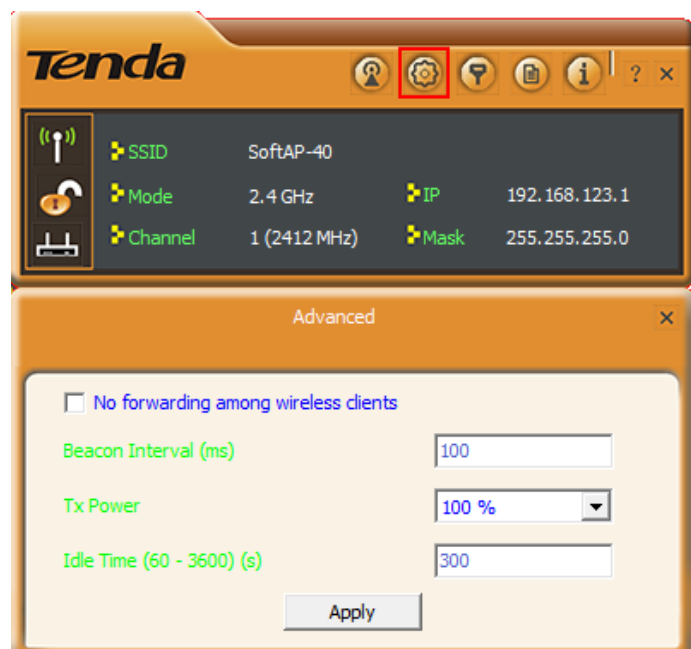 Tenda
? ×
SSID SoftAP-40
Mode 2.4 GHz IP 192.168.123.1
Channel 1 (2412 MHz) Mask 255.255.255.0
Advanced ×
No forwarding among wireless clients
Beacon Interval (ms) 100
Tx Power 100 %
Idle Time (60 - 3600) (s) 300
Apply